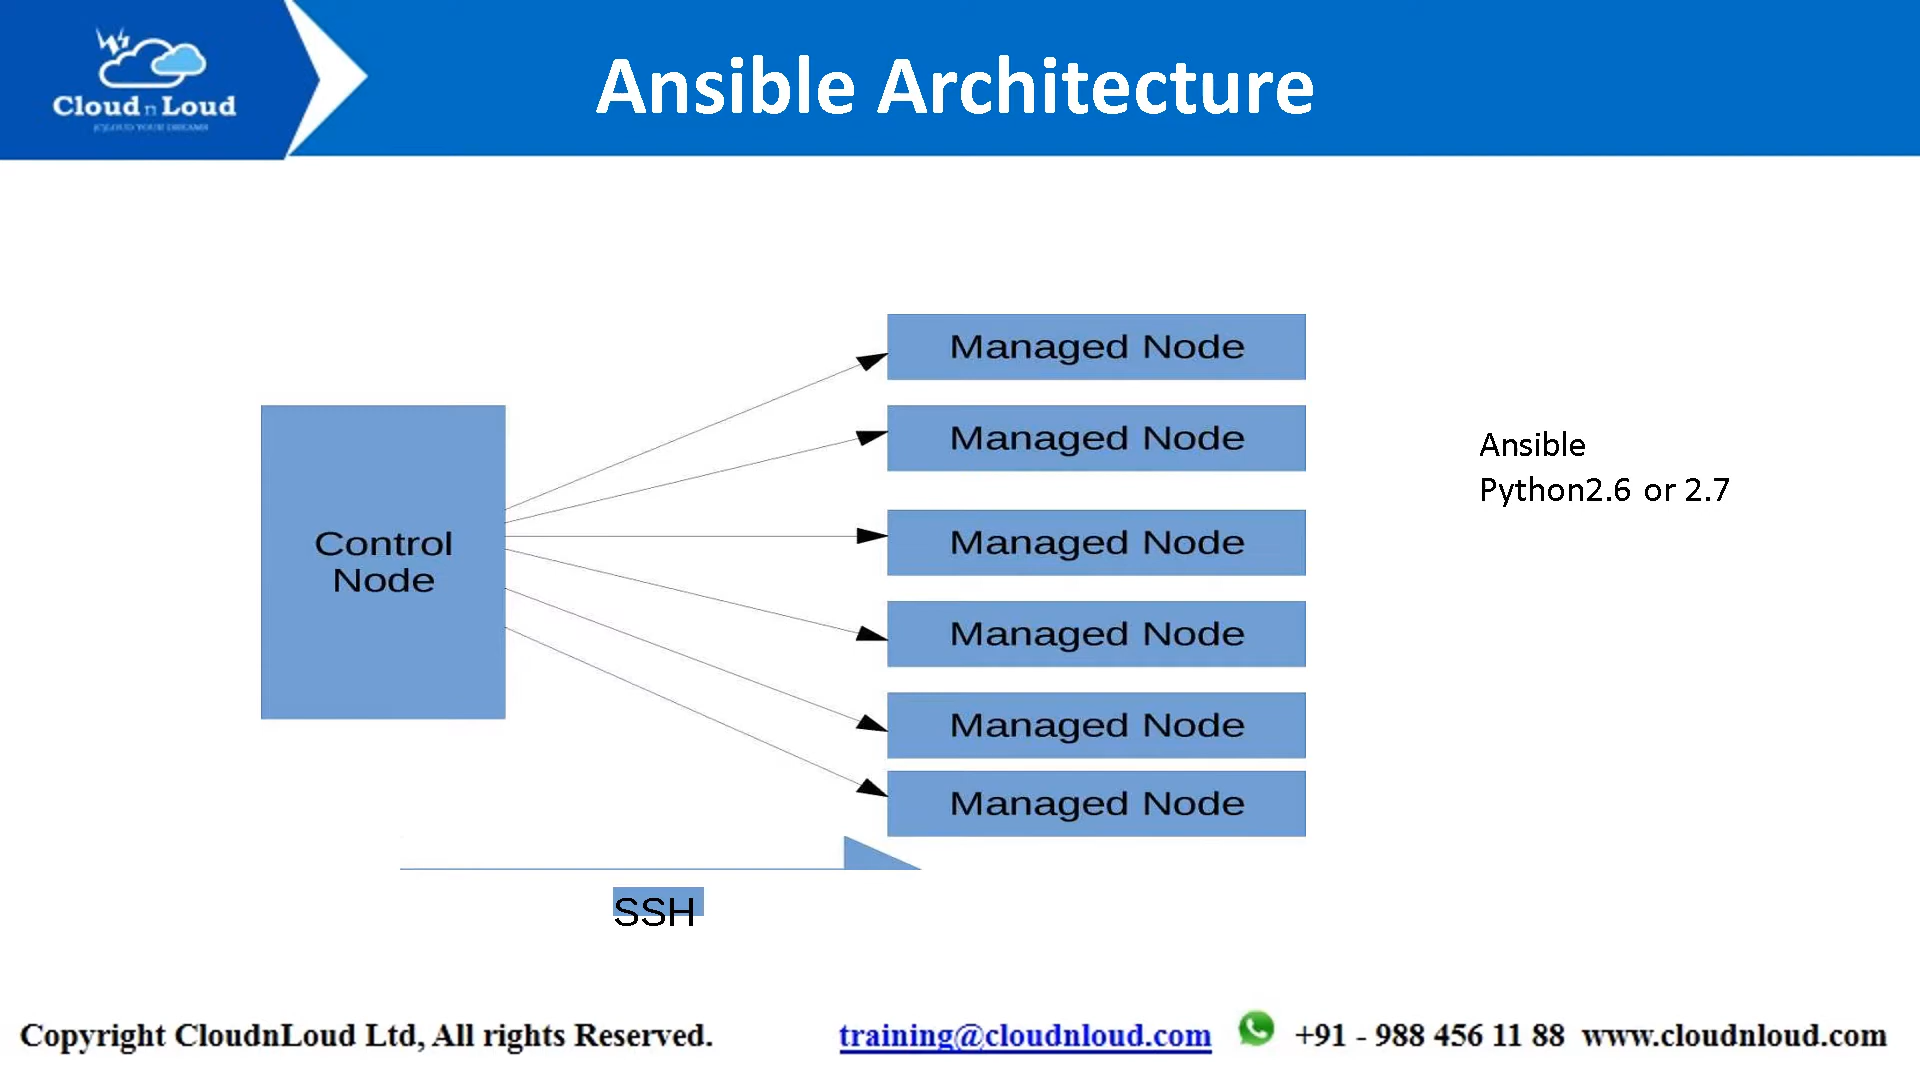 Cloud n Loud
Ansible Architecture
Managed Node
Managed Node
Managed Node
Managed Node
Managed Node
Managed Node
Control
Node
Ansible
Python2.6 or 2.7
SSH
Copyright CloudnLoud Ltd, All rights Reserved.
training@cloudnloud.com
+91 - 988 456 11 88 www.cloudnloud.com